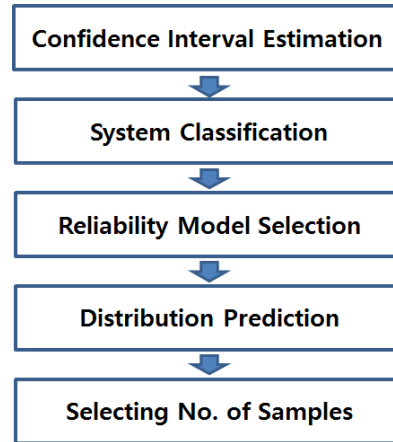 Confidence Interval Estimation
System Classification
Reliability Model Selection
Distribution Prediction
Selecting No. of Samples